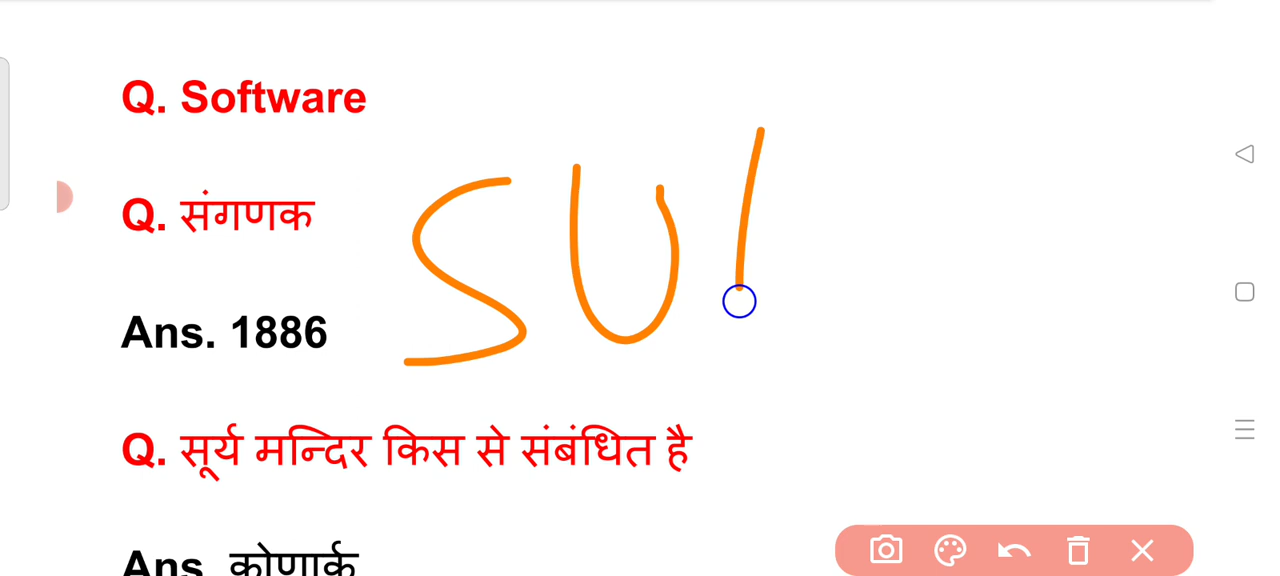 Q. Software
Q. संगणक
SU
Ans. 1886
Q. सूर्य मन्दिर किस से संबंधित है
Ans. कोणार्क